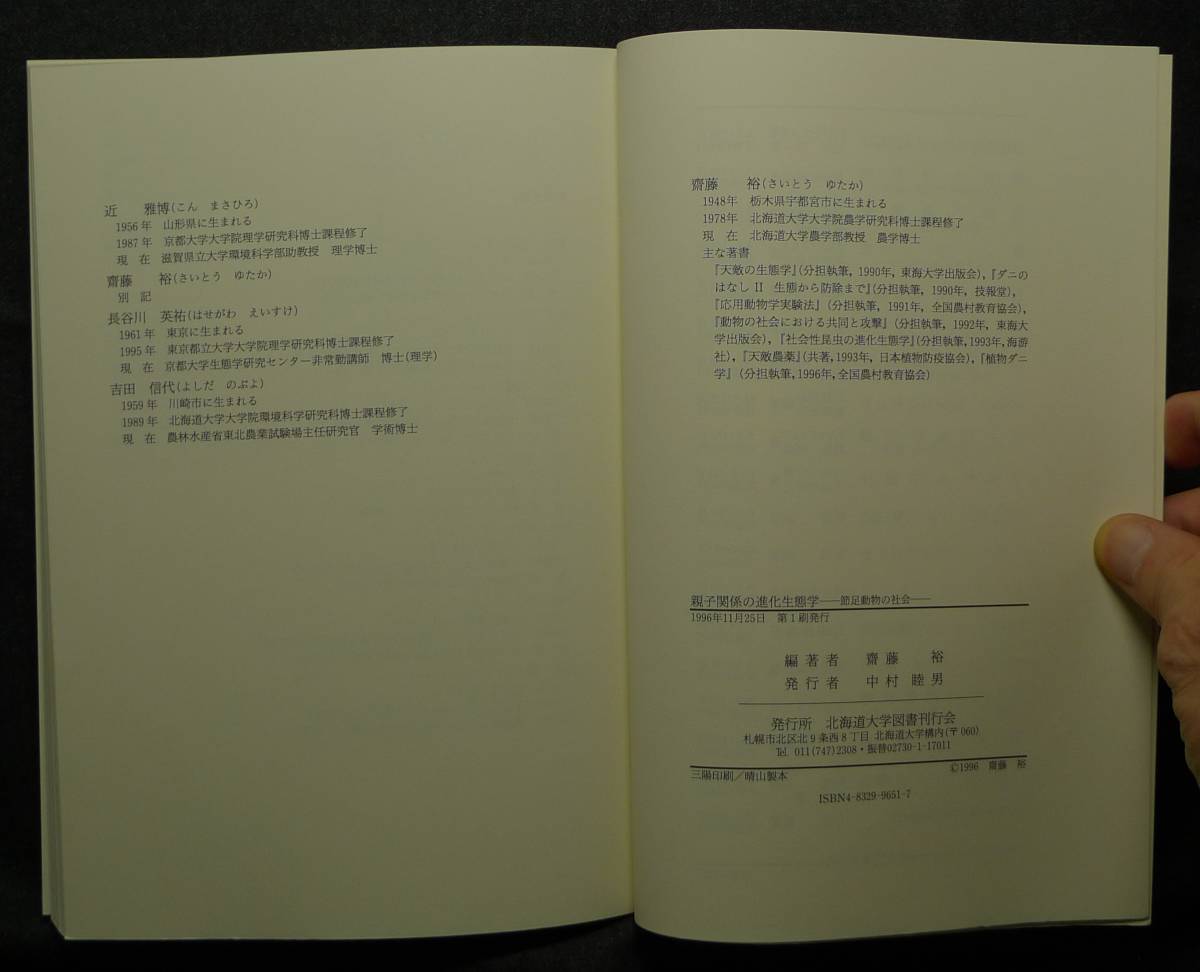 近　雅博(こん　まさひろ)
1956年　山形県に生まれる
1987年　京都大学大学院理学研究科博士課程修了
現　在　滋賀県立大学環境科学部助教授　理学博士
齋藤　裕(さいとう　ゆたか)
別　記
長谷川　英祐(はせがわ　えいすけ)
1961年　東京に生まれる
1995年　東京都立大学大学院理学研究科博士課程修了
現　在　京都大学生態学研究センター非常勤講師　博士(理学)
吉田　信代(よしだ　のぶよ)
1959年　川崎市に生まれる
1989年　北海道大学大学院環境科学研究科博士課程修了
現　在　農林水産省東北農業試験場主任研究官　学術博士
齋藤　裕(さいとう　ゆたか)
1948年　栃木県宇都宮市に生まれる
1978年　北海道大学大学院農学研究科博士課程修了
現　在　北海道大学農学部教授　農学博士
主な著書
『天敵の生態学』(分担執筆, 1990年, 東海大学出版会),『ダニの
はなし II　生態から防除まで』(分担執筆, 1990年, 技報堂),
『応用動物学実験法』(分担執筆, 1991年, 全国農村教育協会),
『動物の社会における共同と攻撃』(分担執筆, 1992年, 東海大
学出版会),『社会性昆虫の進化生態学』(分担執筆,1993年,海游
社),『天敵農薬』(共著,1993年, 日本植物防疫協会),『植物ダニ
学』(分担執筆,1996年,全国農村教育協会)
親子関係の進化生態学――節足動物の社会――
1996年11月25日　第1刷発行
編著者　齋藤　裕
発行者　中村睦男
発行所　北海道大学図書刊行会
札幌市北区北9条西8丁目 北海道大学構内(〒060)
Tel. 011(747)2308・振替02730-1-17011
三陽印刷／晴山製本
©1996　齋藤　裕
ISBN4-8329-9651-7